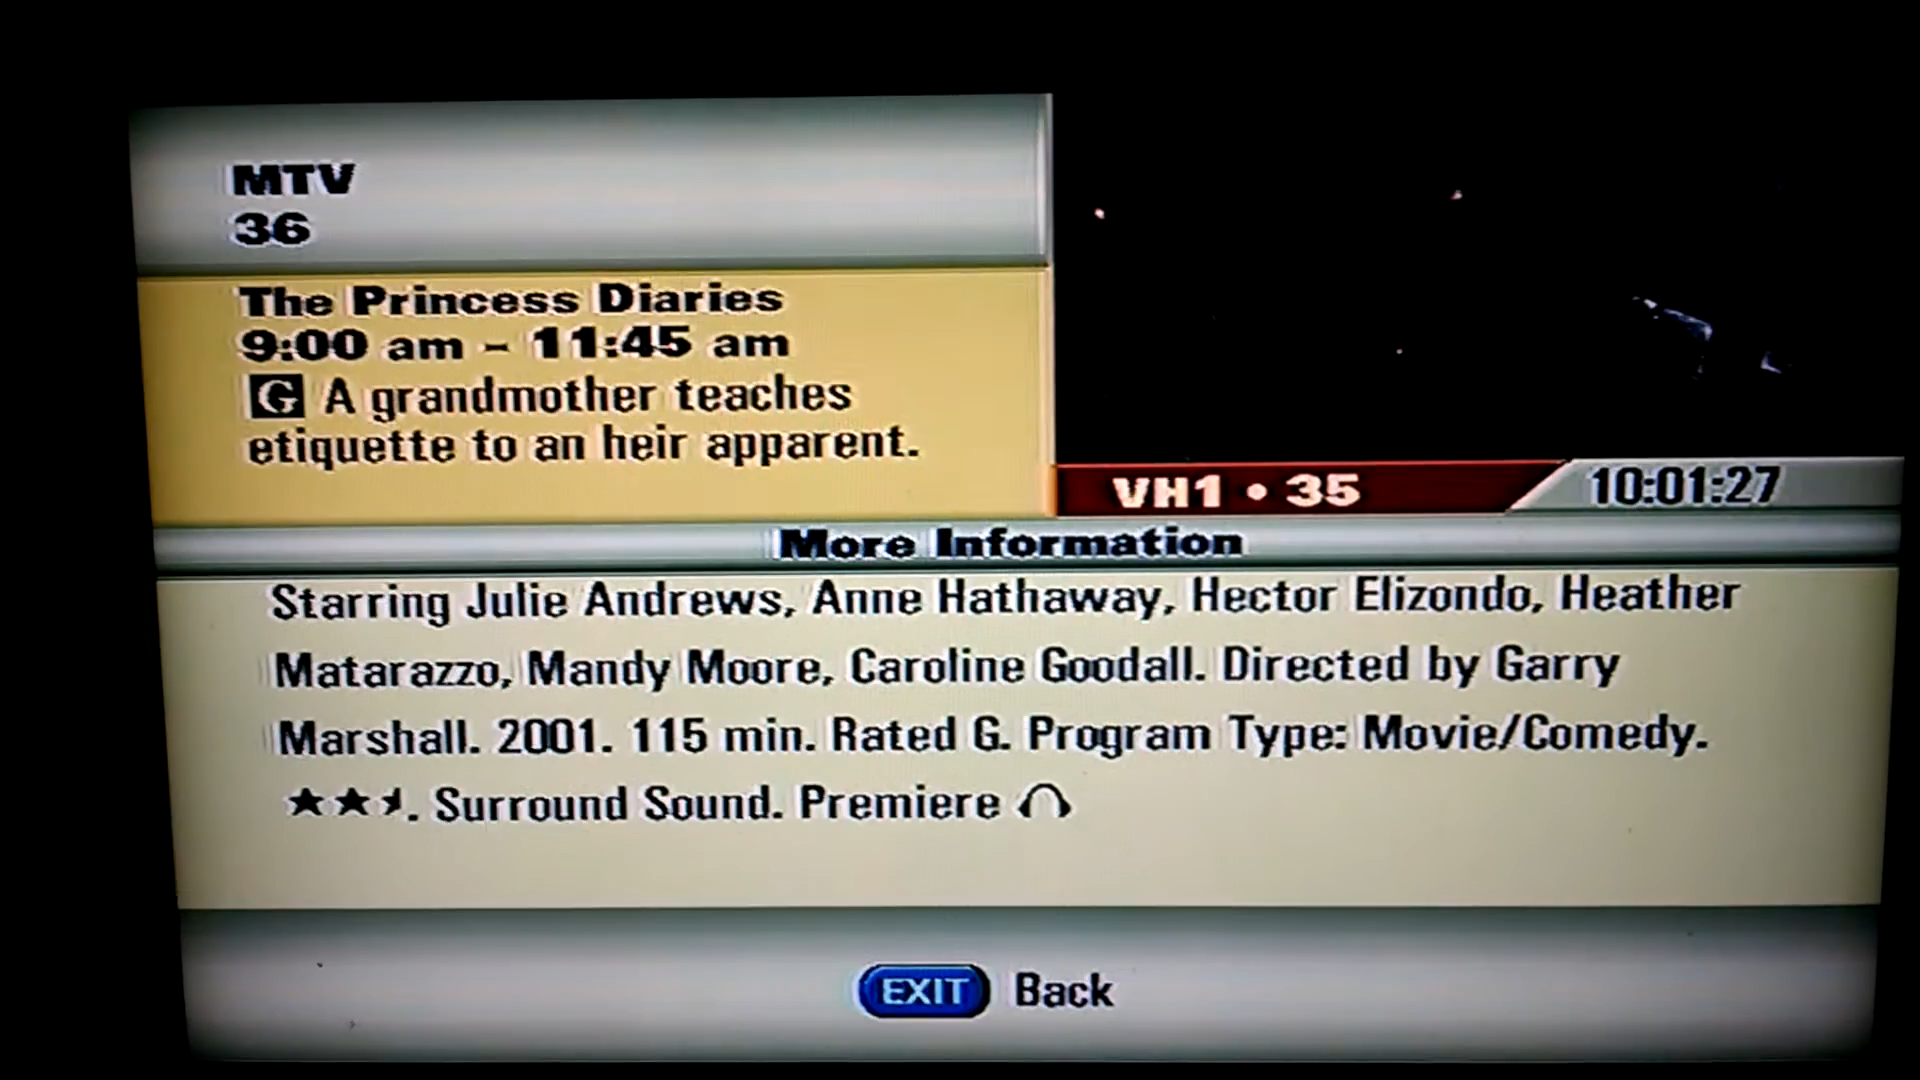 MTV
36
The Princess Diaries
9:00 am - 11:45 am
G A grandmother teaches
etiquette to an heir apparent.
VH1 • 35
10:01:27
More Information
Starring Julie Andrews, Anne Hathaway, Hector Elizondo, Heather
Matarazzo, Mandy Moore, Caroline Goodall. Directed by Garry
Marshall. 2001. 115 min. Rated G. Program Type: Movie/Comedy.
★★⯨. Surround Sound. Premiere
EXIT Back